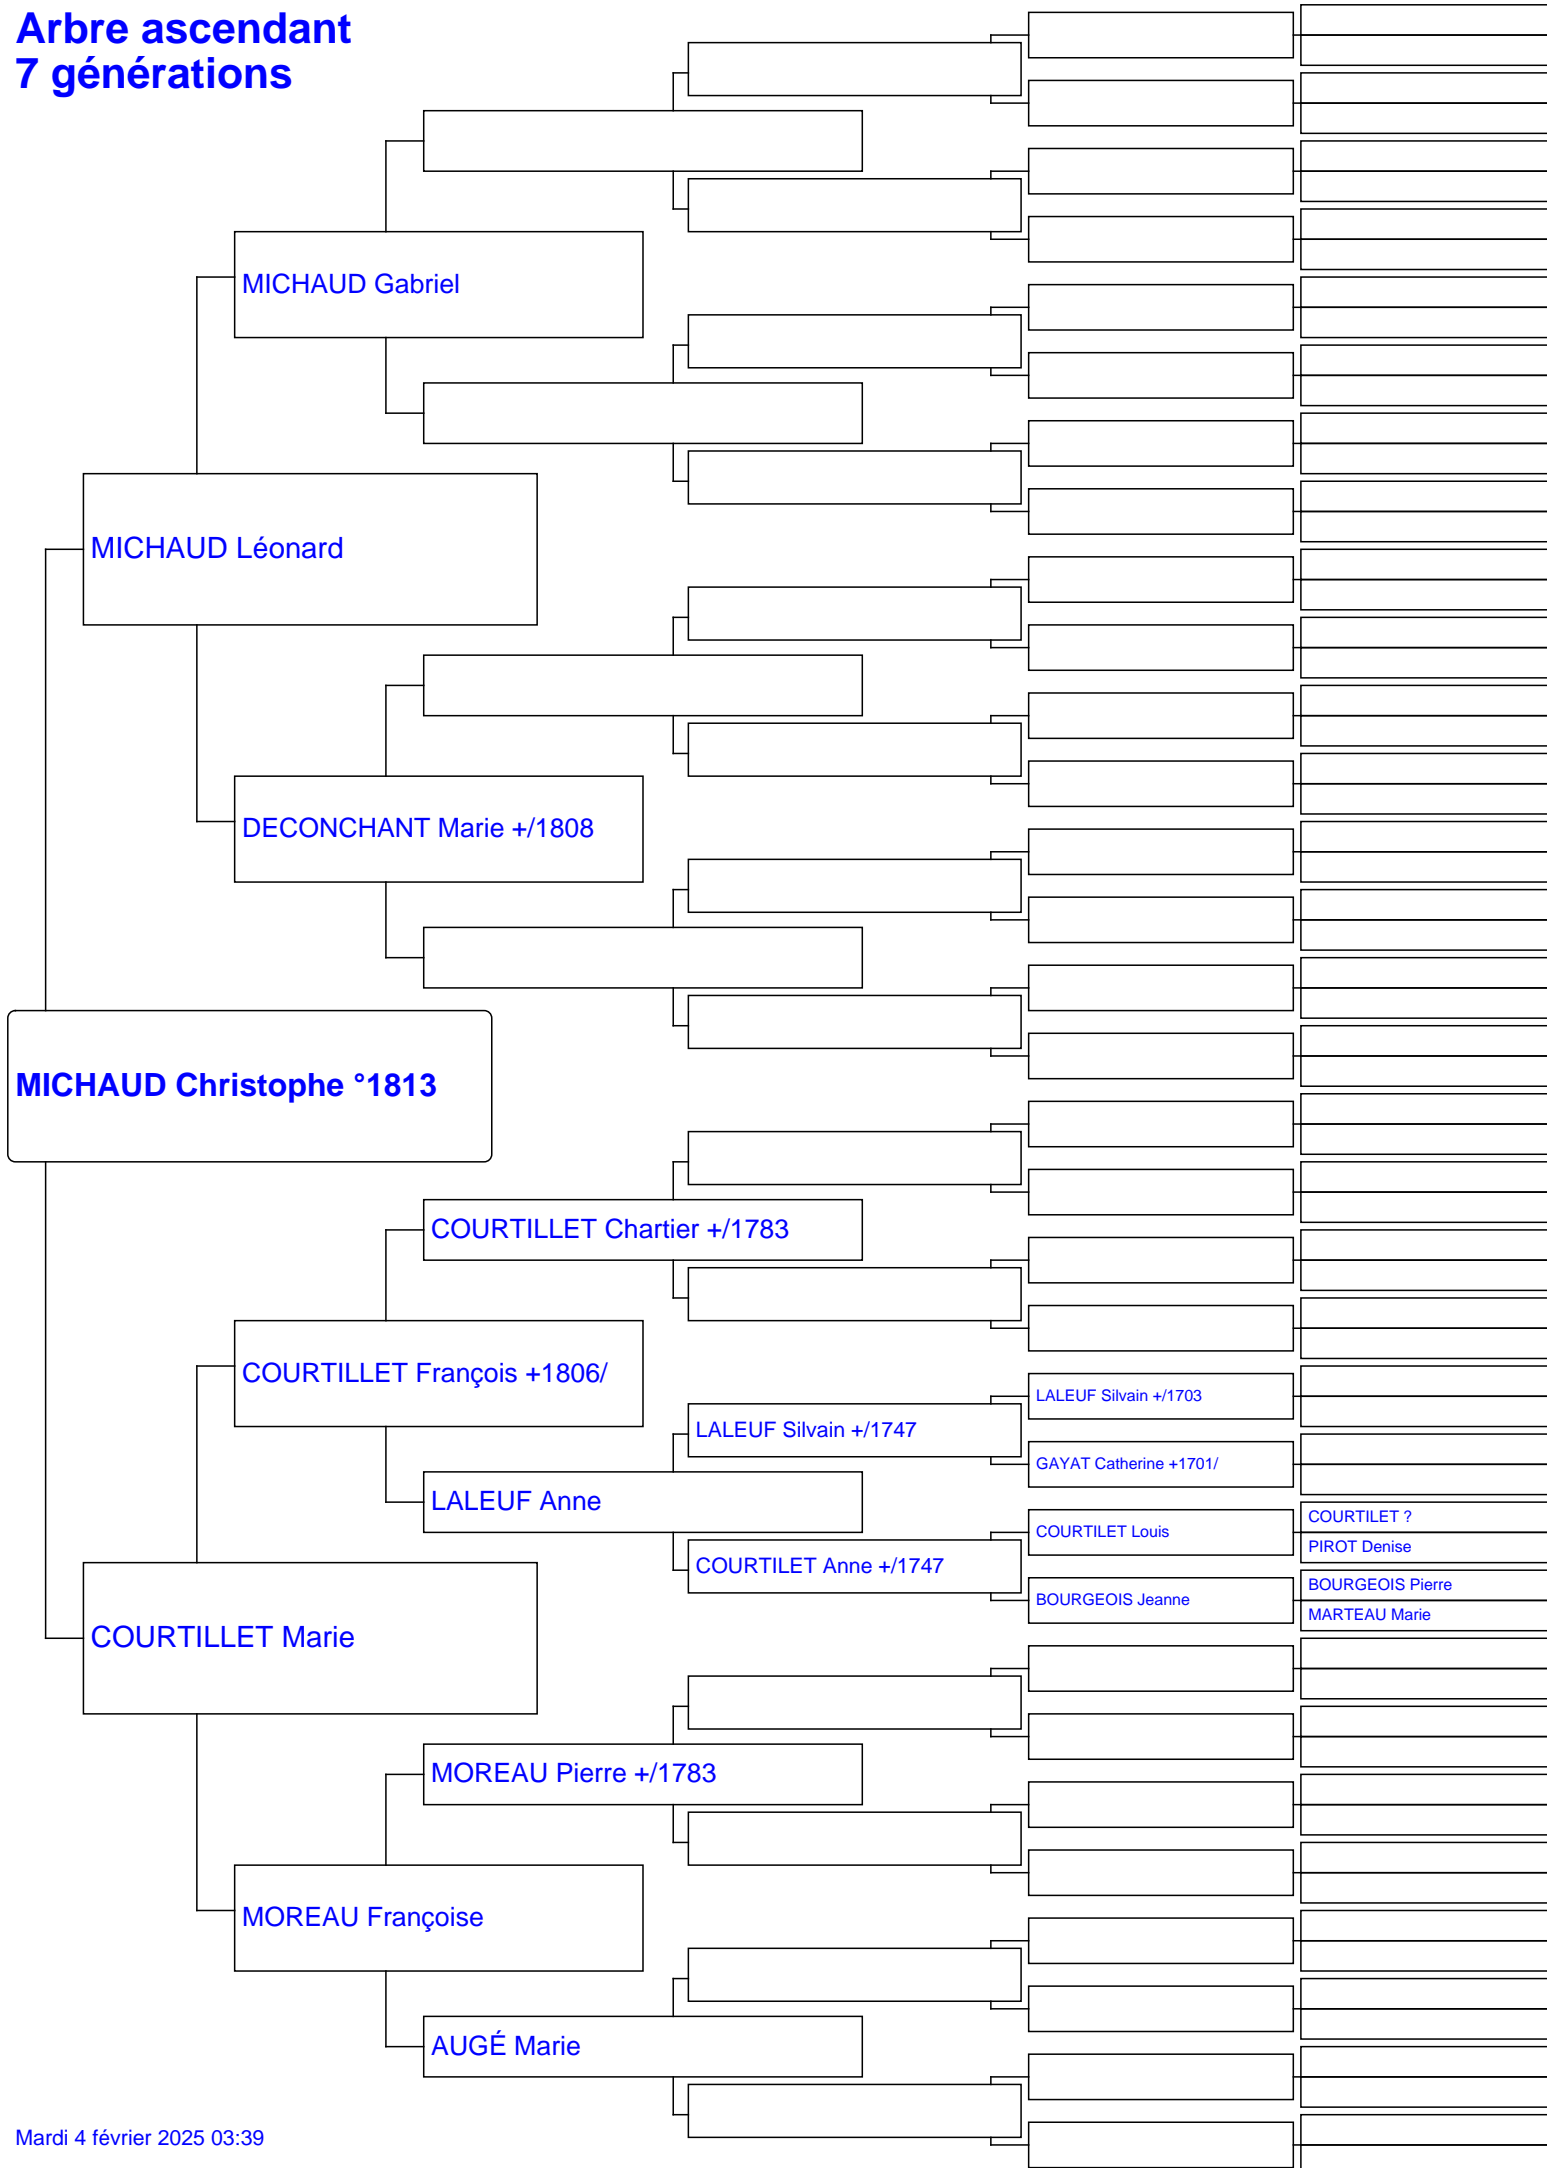 Arbre ascendant
7 générations
MICHAUD Gabriel
MICHAUD Léonard
DECONCHANT Marie +/1808
MICHAUD Christophe °1813
COURTILLET Chartier +/1783
COURTILLET François +1806/
LALEUF Silvain +/1703
LALEUF Silvain +/1747
GAYAT Catherine +1701/
LALEUF Anne
COURTILET ?
COURTILET Louis
PIROT Denise
COURTILET Anne +/1747
BOURGEOIS Pierre
BOURGEOIS Jeanne
MARTEAU Marie
COURTILLET Marie
MOREAU Pierre +/1783
MOREAU Françoise
AUGÉ Marie
Mardi 4 février 2025 03:39